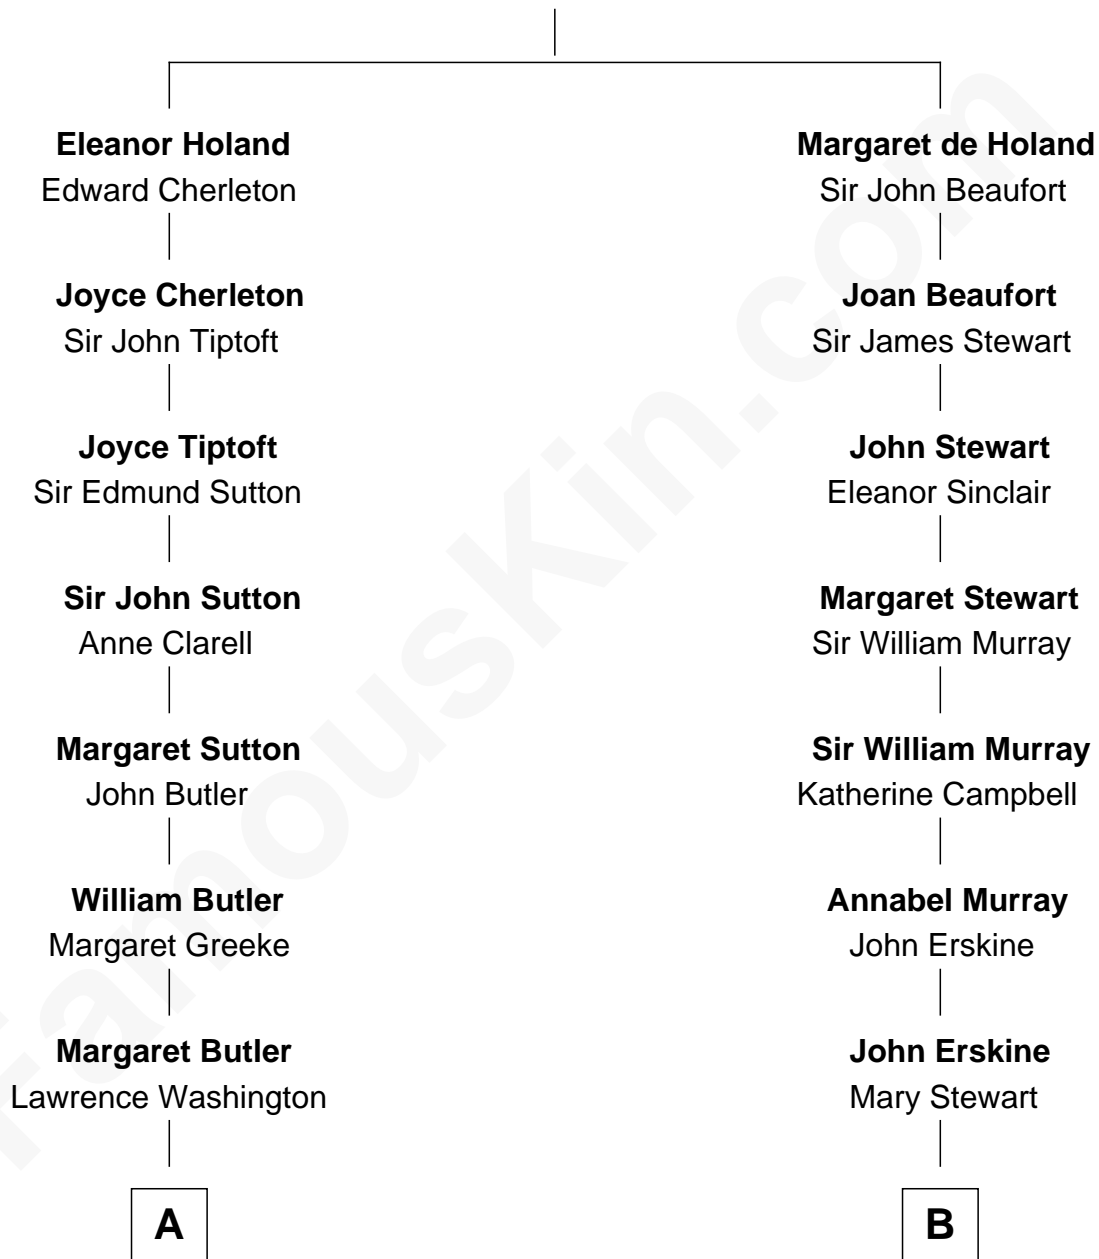 Eleanor Holand
Edward Cherleton
Joyce Cherleton
Sir John Tiptoft
Joyce Tiptoft
Sir Edmund Sutton
Sir John Sutton
Anne Clarell
Margaret Sutton
John Butler
William Butler
Margaret Greeke
Margaret Butler
Lawrence Washington
A
Margaret de Holand
Sir John Beaufort
Joan Beaufort
Sir James Stewart
John Stewart
Eleanor Sinclair
Margaret Stewart
Sir William Murray
Sir William Murray
Katherine Campbell
Annabel Murray
John Erskine
John Erskine
Mary Stewart
B
FamousKin.com